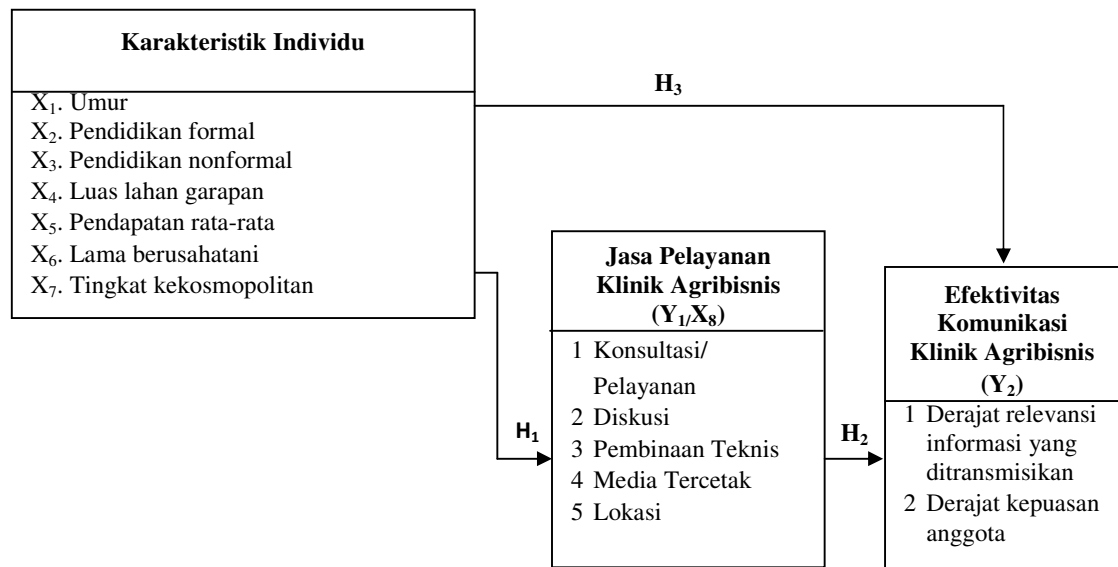 Karakteristik Individu
X₁. Umur
X₂. Pendidikan formal
X₃. Pendidikan nonformal
X₄. Luas lahan garapan
X₅. Pendapatan rata-rata
X₆. Lama berusahatani
X₇. Tingkat kekosmopolitan
H₃
H₁
Jasa Pelayanan
Klinik Agribisnis
(Y₁/X₈)
1 Konsultasi/
Pelayanan
2 Diskusi
3 Pembinaan Teknis
4 Media Tercetak
5 Lokasi
H₂
Efektivitas
Komunikasi
Klinik Agribisnis
(Y₂)
1 Derajat relevansi
informasi yang
ditransmisikan
2 Derajat kepuasan
anggota